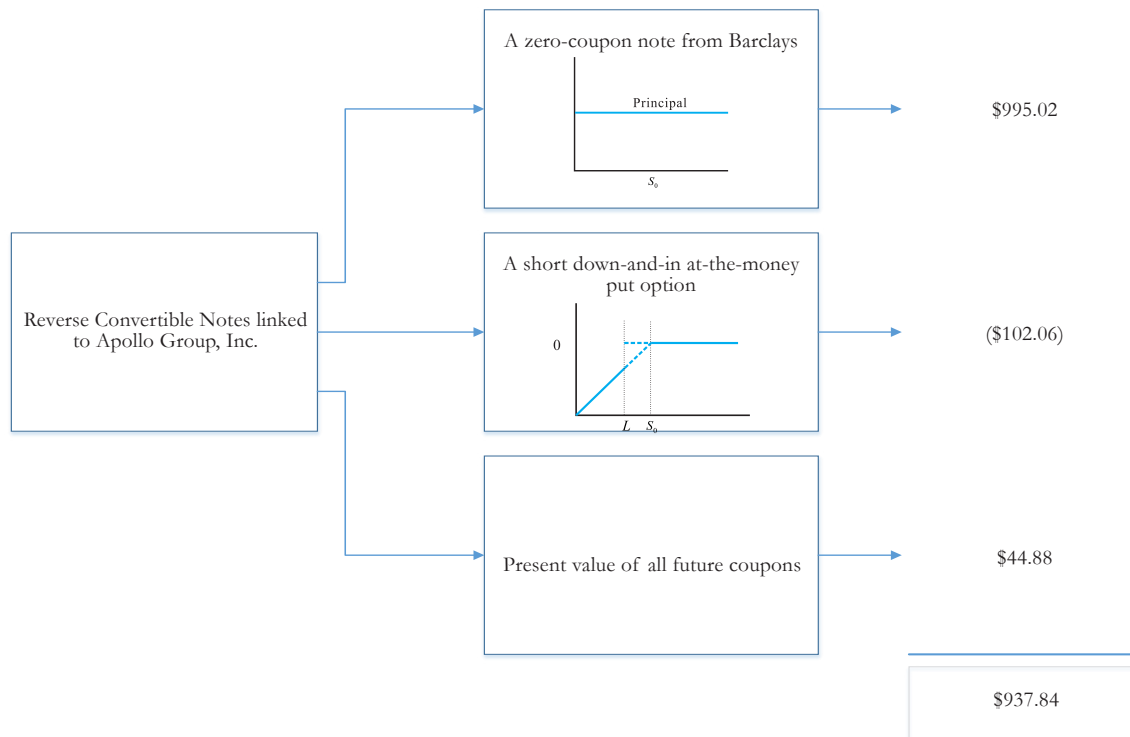 A zero-coupon note from Barclays
Principal
S₀
$995.02
Reverse Convertible Notes linked
to Apollo Group, Inc.
A short down-and-in at-the-money
put option
0
L S₀
($102.06)
Present value of all future coupons
$44.88
$937.84